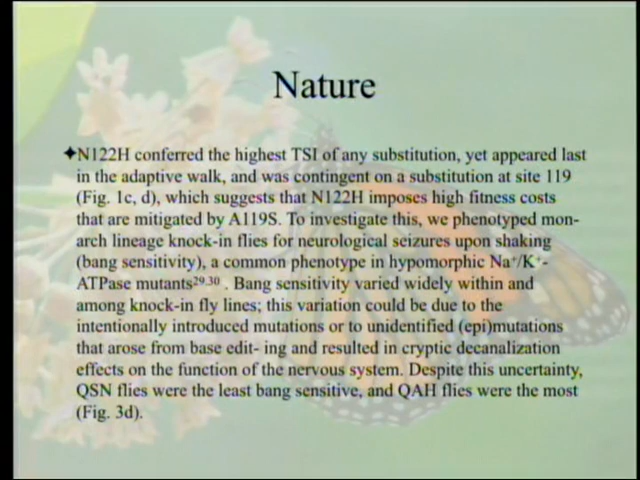 Nature
✦N122H conferred the highest TSI of any substitution, yet appeared last
in the adaptive walk, and was contingent on a substitution at site 119
(Fig. 1c, d), which suggests that N122H imposes high fitness costs
that are mitigated by A119S. To investigate this, we phenotyped mon-
arch lineage knock-in flies for neurological seizures upon shaking
(bang sensitivity), a common phenotype in hypomorphic Na⁺/K⁺-
ATPase mutants²⁹·³⁰ . Bang sensitivity varied widely within and
among knock-in fly lines; this variation could be due to the
intentionally introduced mutations or to unidentified (epi)mutations
that arose from base edit- ing and resulted in cryptic decanalization
effects on the function of the nervous system. Despite this uncertainty,
QSN flies were the least bang sensitive, and QAH flies were the most
(Fig. 3d).